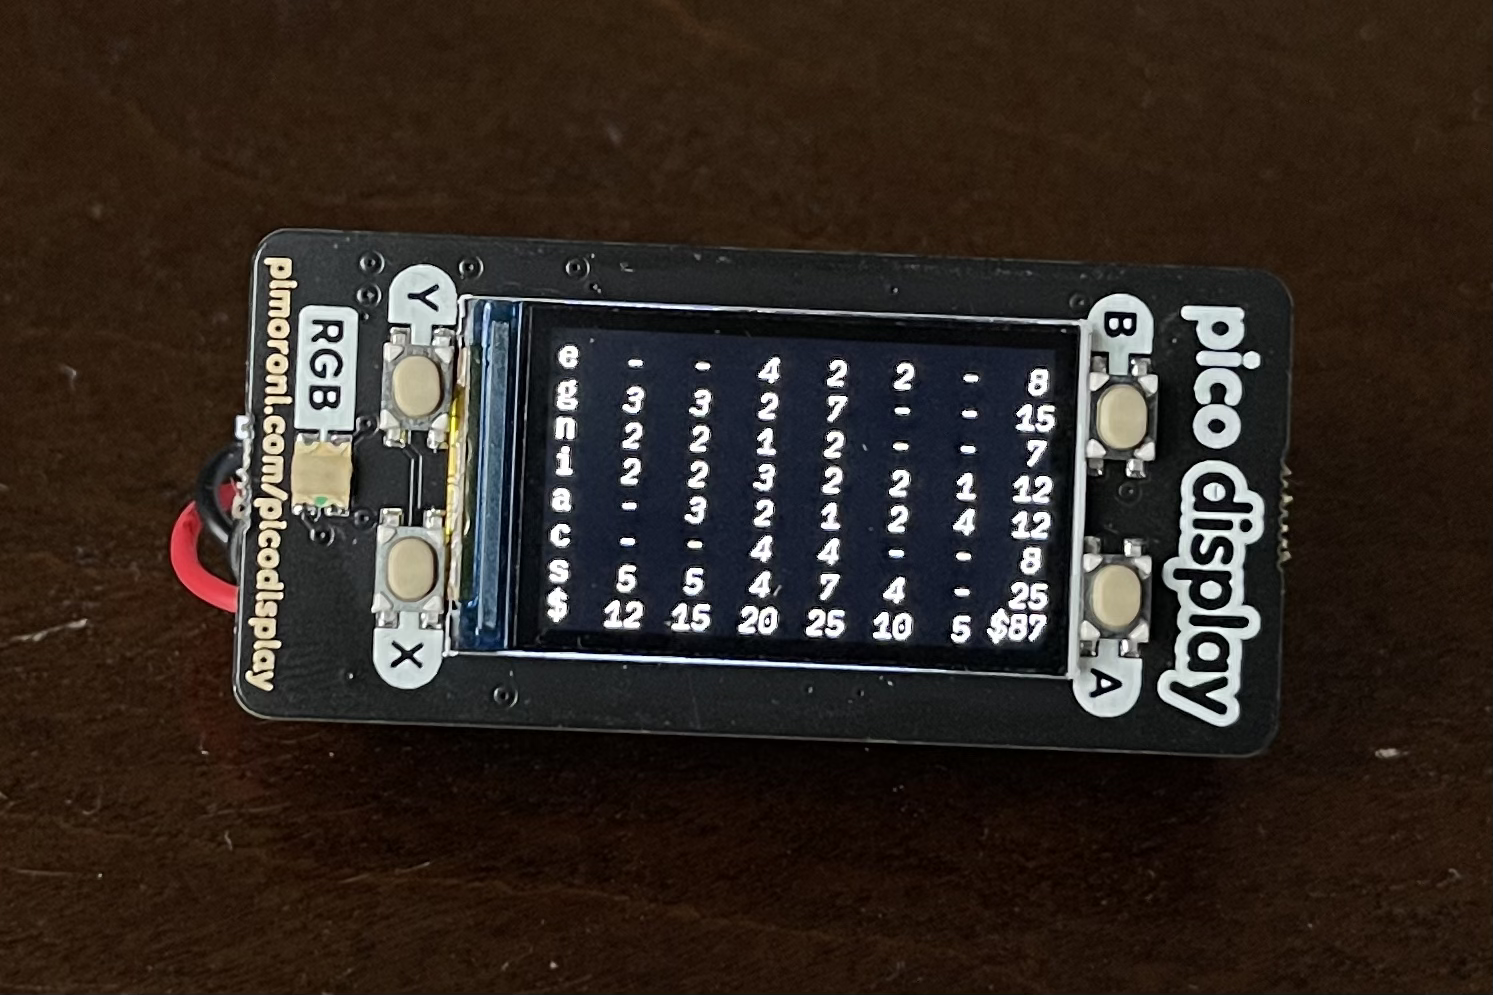 pimoroni.com/picodisplay
RGB
Y
X
e - - 4 2 2 - 8
g 3 3 2 7 - - 15
n 2 2 1 2 - - 7
i 2 2 3 2 2 1 12
a - 3 2 1 2 4 12
c - - 4 4 - - 8
s 5 5 4 7 4 - 25
$ 12 15 20 25 10 5 $87
B
A
pico display